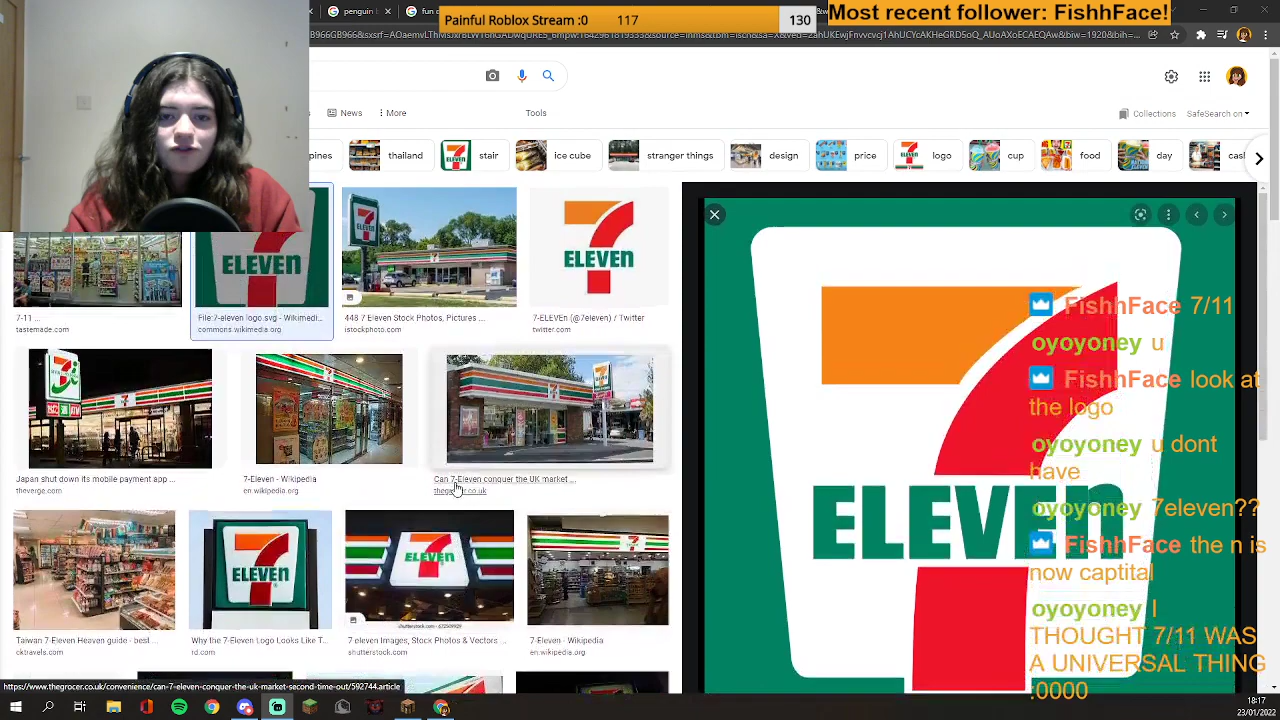 penguin
fun
Painful Roblox Stream :0 117 130
Most recent follower: FishhFace!
News
More
Tools
Collections
SafeSearch on
pines
thailand
stair
ice tube
stranger things
design
price
logo
cup
food
day
ELEVEn
ELEVEn
7-11 ...
tastemade.com
File:7-eleven logo.svg - Wikimedi...
commons.wikimedia.org
448 7 Eleven Stock Photos, Pictures ...
istockphoto.com
7-ELEVEn (@7eleven) / Twitter
twitter.com
Japan shut down its mobile payment app ...
theverge.com
7-Eleven - Wikipedia
en.wikipedia.org
Can 7-Eleven conquer the UK market ...
ELEVEn
ELEVEn
ELEVEn
Taiwan 7-Eleven Heaven guide - best ...
cktravels.com
Why the 7-Eleven Logo Looks Like T...
rd.com
7 eleven Images, Stock Photos & Vectors ...
shutterstock.com
7-Eleven - Wikipedia
en.wikipedia.org
FishhFace 7/11
oyoyoney u
FishhFace look at
the logo
oyoyoney u dont
have
oyoyoney 7eleven??
FishhFace the n is
now captital
oyoyoney I
THOUGHT 7/11 WAS
A UNIVERSAL THING
:0000
https://www.thegrocer.co.uk/convenience/can-7-eleven-conquer-the-uk-market-second-time-out/592744.article
18:17
23/01/2022